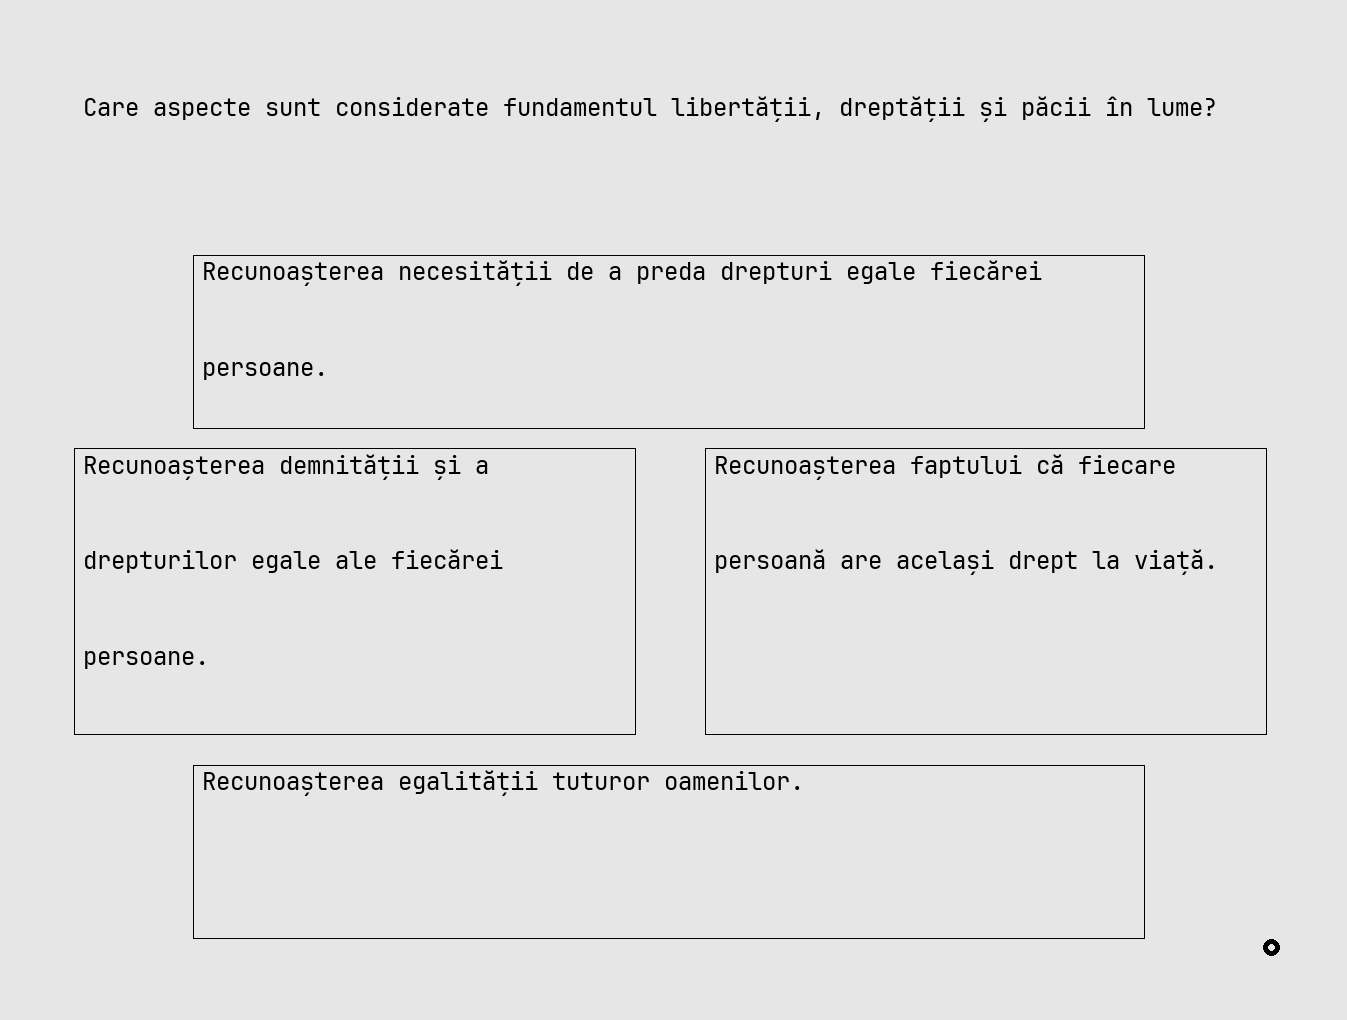 Care aspecte sunt considerate fundamentul libertății, dreptății și păcii în lume?
Recunoașterea necesității de a preda drepturi egale fiecărei
persoane.
Recunoașterea demnității și a
drepturilor egale ale fiecărei
persoane.
Recunoașterea faptului că fiecare
persoană are același drept la viață.
Recunoașterea egalității tuturor oamenilor.